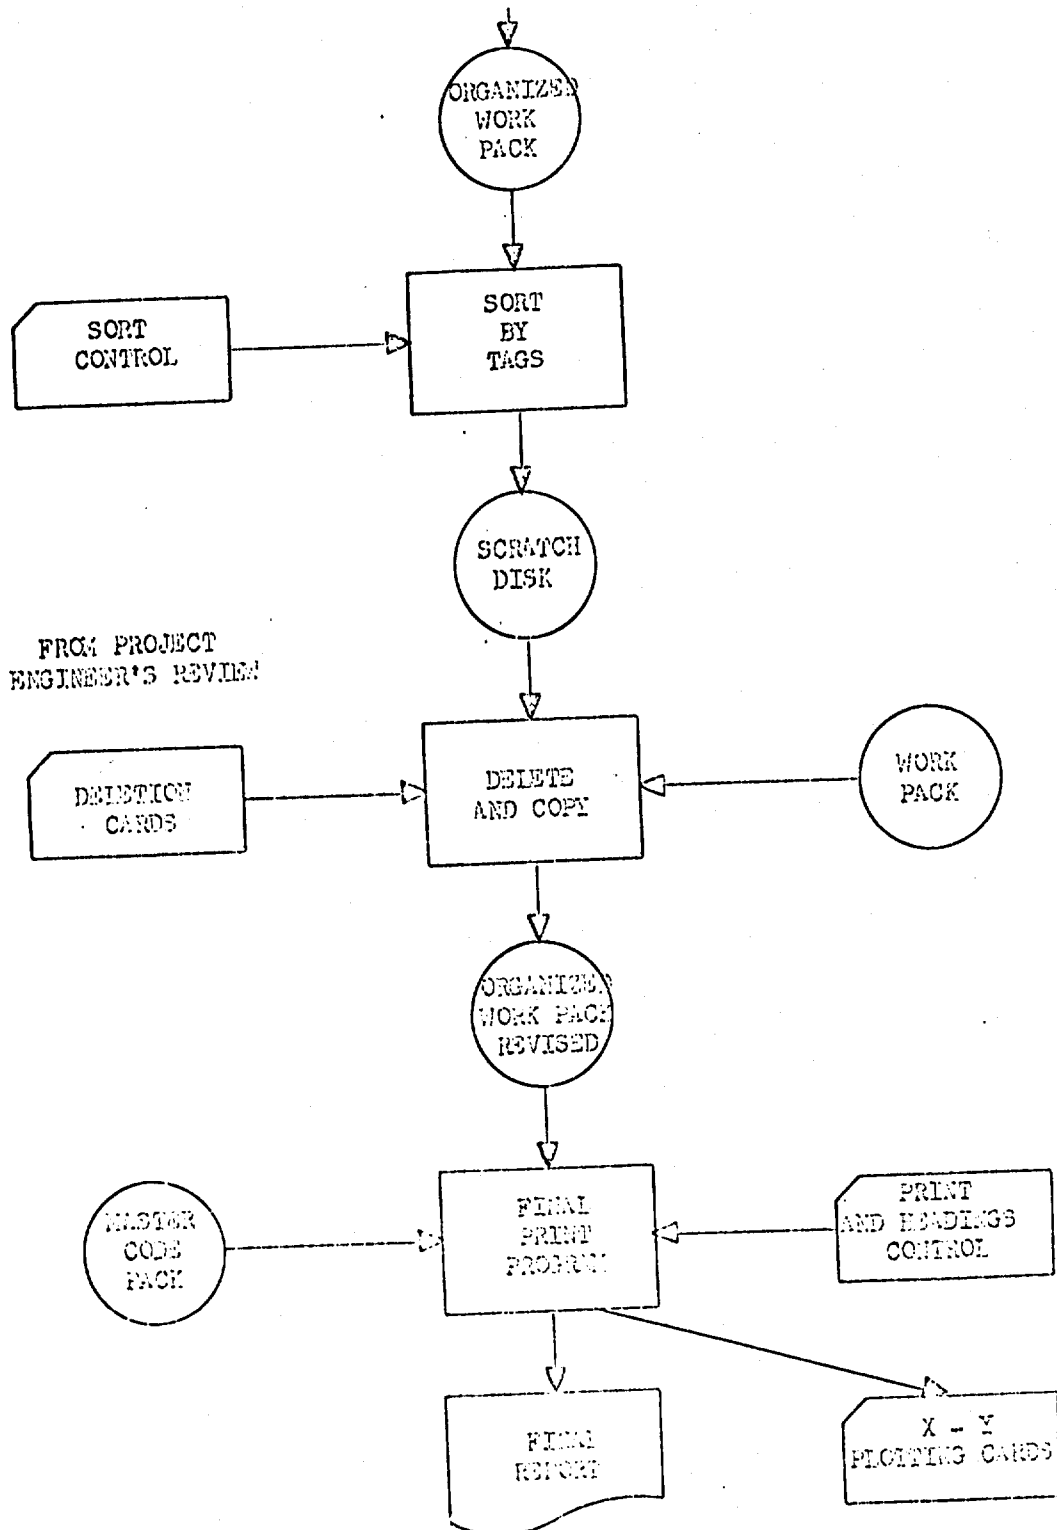 ORGANIZED
WORK
PACK
SORT
BY
TAGS
SORT
CONTROL
SCRATCH
DISK
FROM PROJECT
ENGINEER'S REVIEW
DELETION
CARDS
DELETE
AND COPY
WORK
PACK
ORGANIZED
WORK PACK
REVISED
MASTER
CODE
PACK
FINAL
PRINT
PROGRAM
PRINT
AND HEADINGS
CONTROL
FINAL
REPORT
X - Y
PLOTTING CARDS